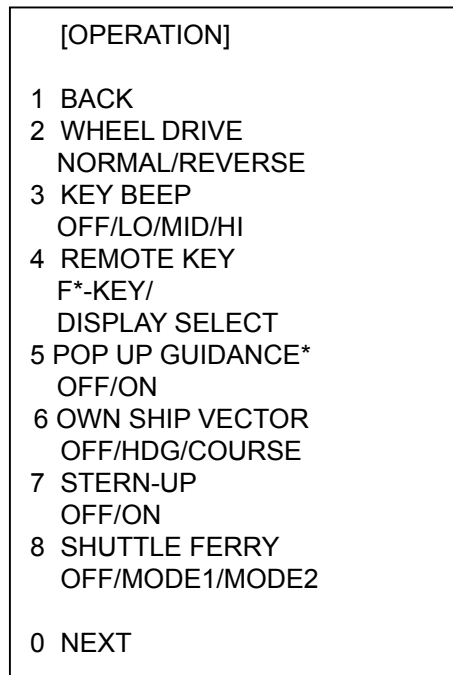 [OPERATION]
1 BACK
2 WHEEL DRIVE
NORMAL/REVERSE
3 KEY BEEP
OFF/LO/MID/HI
4 REMOTE KEY
F*-KEY/
DISPLAY SELECT
5 POP UP GUIDANCE*
OFF/ON
6 OWN SHIP VECTOR
OFF/HDG/COURSE
7 STERN-UP
OFF/ON
8 SHUTTLE FERRY
OFF/MODE1/MODE2
0 NEXT